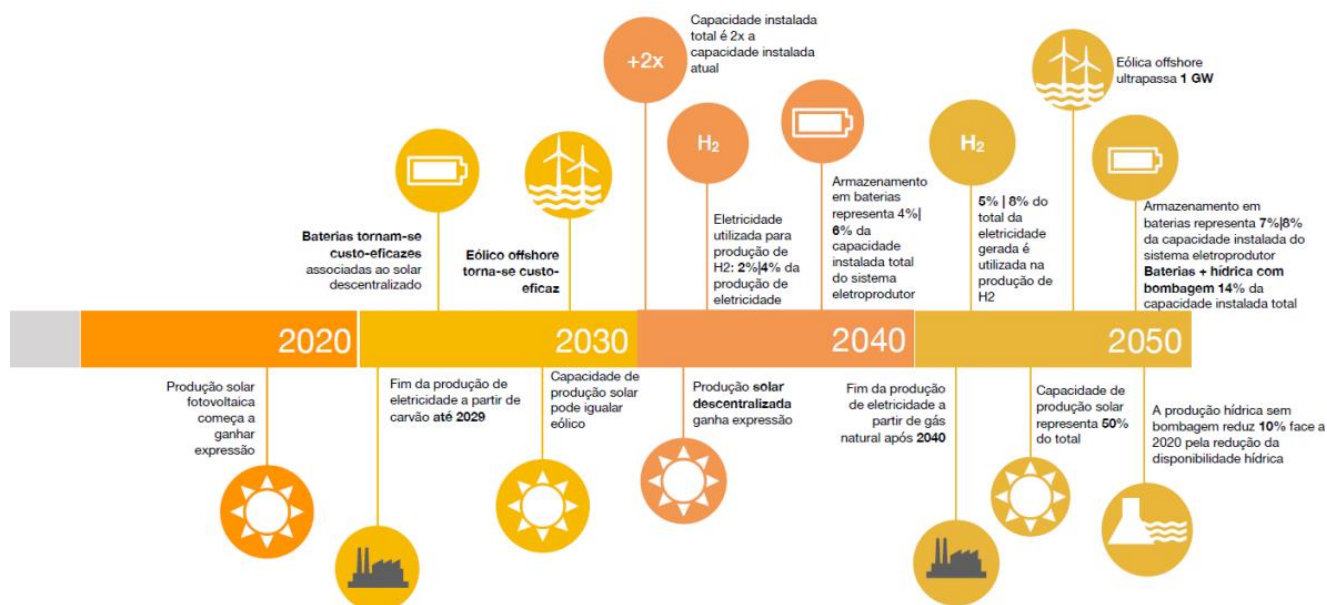 Capacidade instalada
total é 2x a
capacidade instalada
atual
+2x
Eólica offshore
ultrapassa 1 GW
H2
H2
Baterias tornam-se
custo-eficazes
associadas ao solar
descentralizado
Eólico offshore
torna-se custo-
eficaz
Eletricidade
utilizada para
produção de
H2: 2%|4% da
produção de
eletricidade
Armazenamento
em baterias
representa 4%|
6% da
capacidade
instalada total
do sistema
eletroprodutor
5% | 8% do
total da
eletricidade
gerada é
utilizada na
produção de
H2
Armazenamento em
baterias representa 7%|8%
da capacidade instalada do
sistema eletroprodutor
Baterias + hídrica com
bombagem 14% da
capacidade instalada total
2020
2030
2040
2050
Produção solar
fotovoltaica
começa a
ganhar
expressão
Fim da produção de
eletricidade a partir de
carvão até 2029
Capacidade de
produção solar
pode igualar
eólico
Produção solar
descentralizada
ganha expressão
Fim da produção
de eletricidade a
partir de gás
natural após 2040
Capacidade de
produção solar
representa 50%
do total
A produção hídrica sem
bombagem reduz 10% face a
2020 pela redução da
disponibilidade hídrica